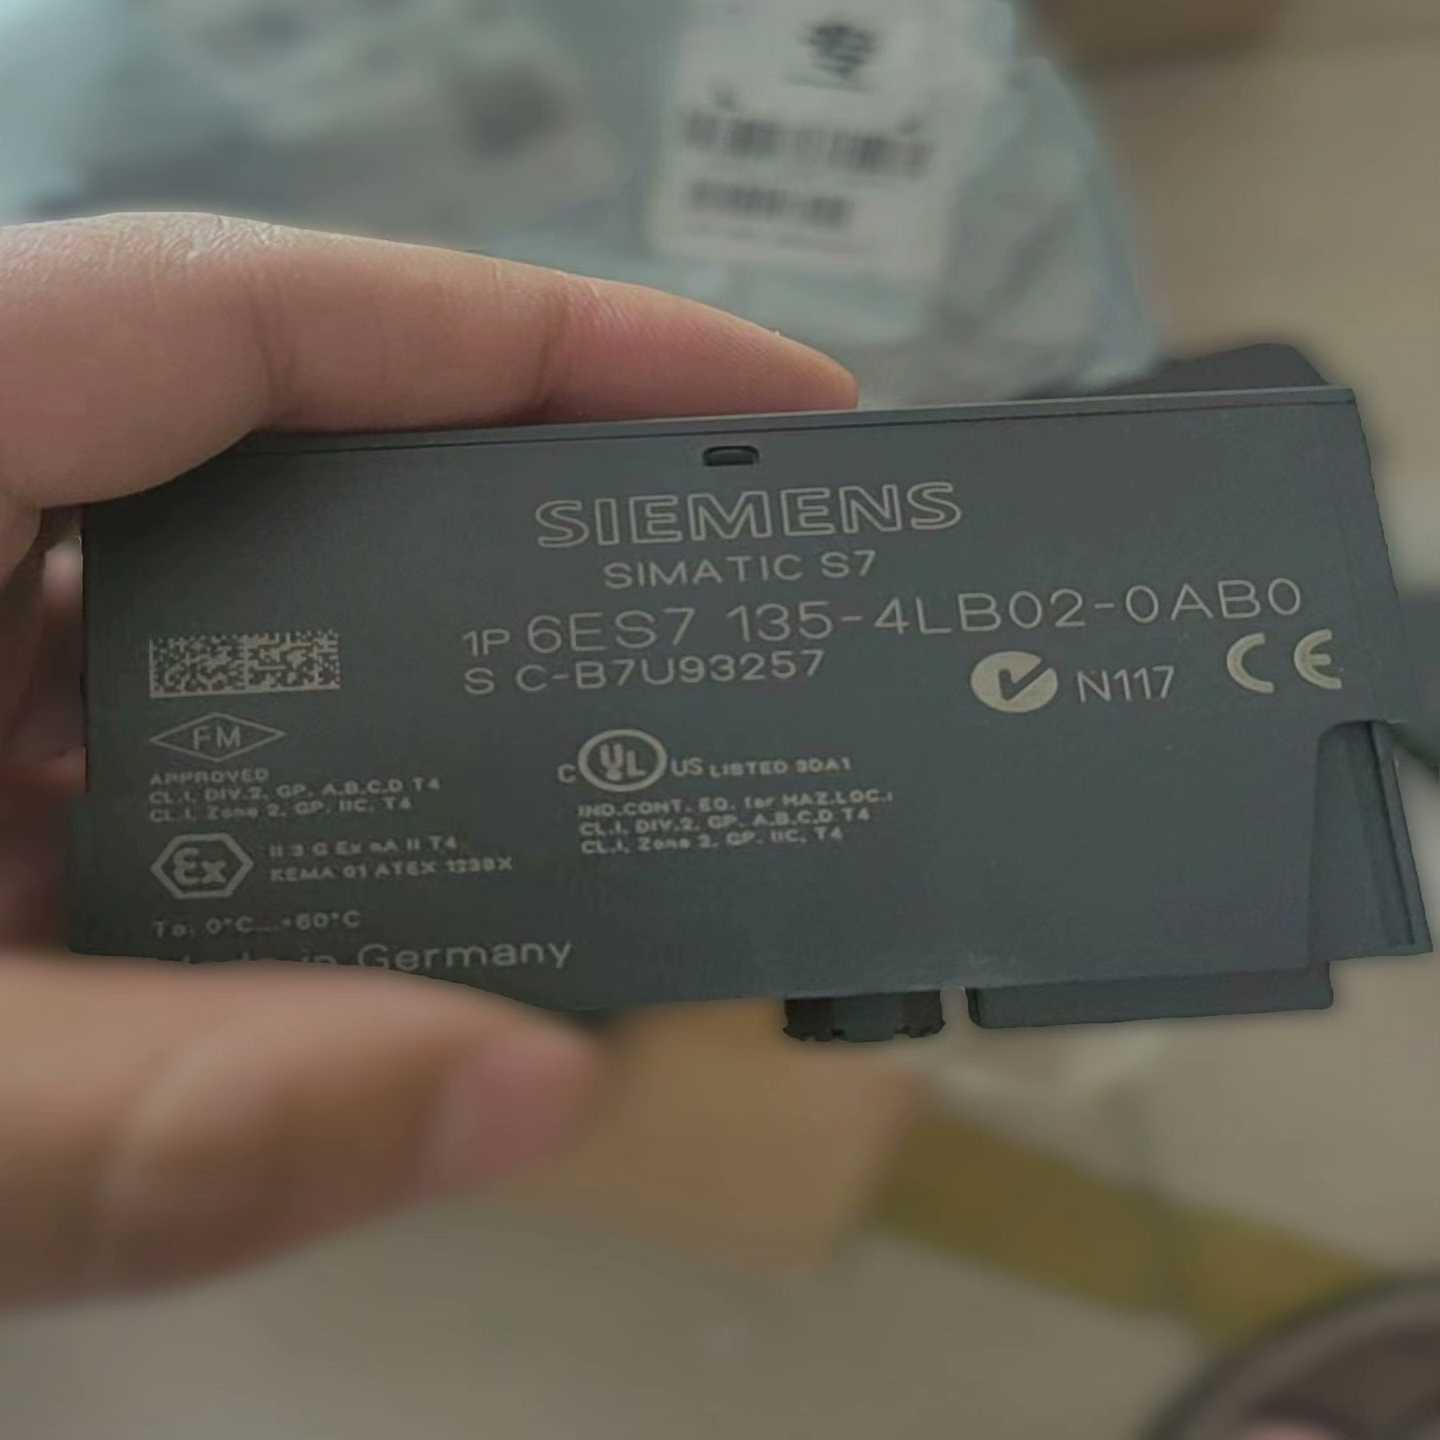 SIEMENS
SIMATIC S7
1P 6ES7 135-4LB02-0AB0
S C-B7U93257
N117 CE
FM
APPROVED
CL.I, DIV.2, GP. A.B.C.D T4
CL.I, Zone 2, GP. IIC, T4
C UL US LISTED
IND.CONT. EQ. for HAZ.LOC.
CL.I, DIV.2, GP. A.B.C.D T4
CL.I, Zone 2, GP. IIC, T4
Ex II 3 G Ex nA II T4
KEMA 01 ATEX
Ta: 0°C...+60°C
Made in Germany